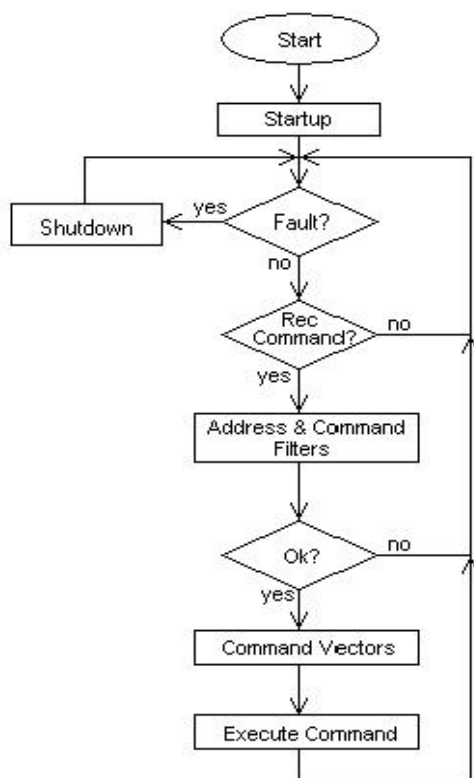 Start
Startup
Shutdown
yes
Fault?
no
Rec
Command?
no
yes
Address & Command
Filters
Ok?
no
yes
Command Vectors
Execute Command